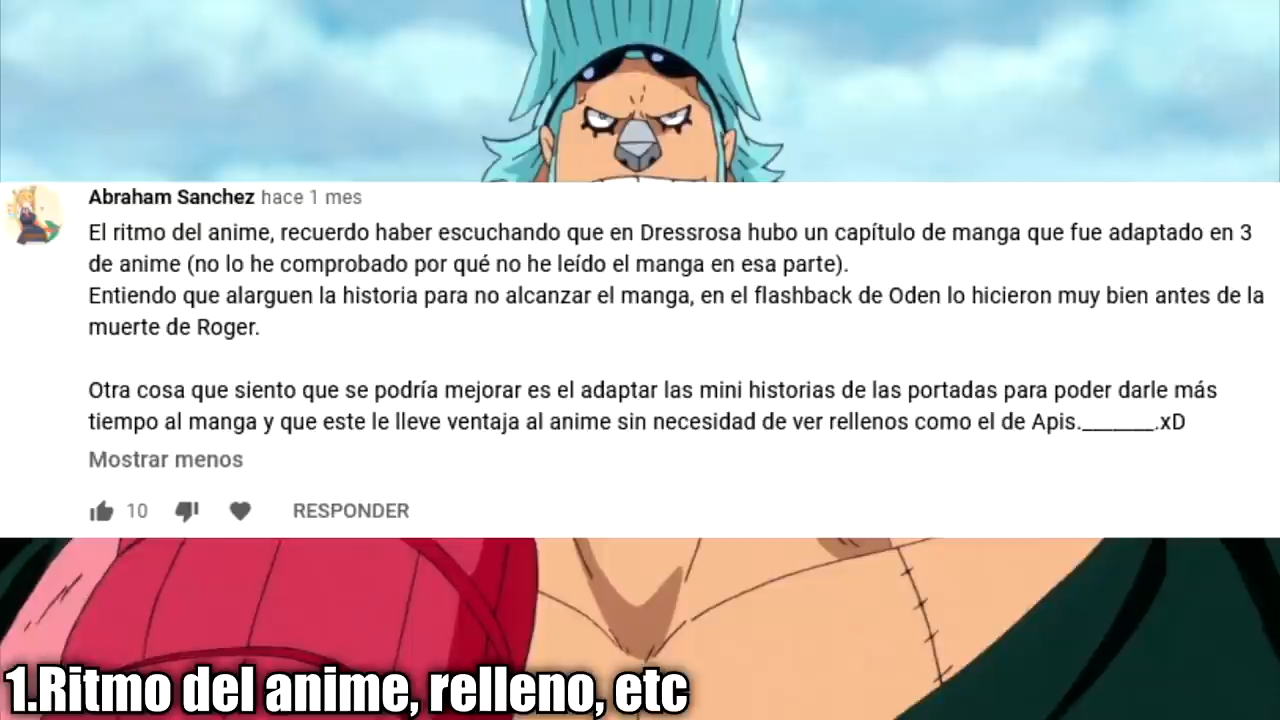 Abraham Sanchez hace 1 mes
El ritmo del anime, recuerdo haber escuchando que en Dressrosa hubo un capítulo de manga que fue adaptado en 3
de anime (no lo he comprobado por qué no he leído el manga en esa parte).
Entiendo que alarguen la historia para no alcanzar el manga, en el flashback de Oden lo hicieron muy bien antes de la
muerte de Roger.
Otra cosa que siento que se podría mejorar es el adaptar las mini historias de las portadas para poder darle más
tiempo al manga y que este le lleve ventaja al anime sin necesidad de ver rellenos como el de Apis._______.xD
Mostrar menos
10 RESPONDER
1.Ritmo del anime, relleno, etc